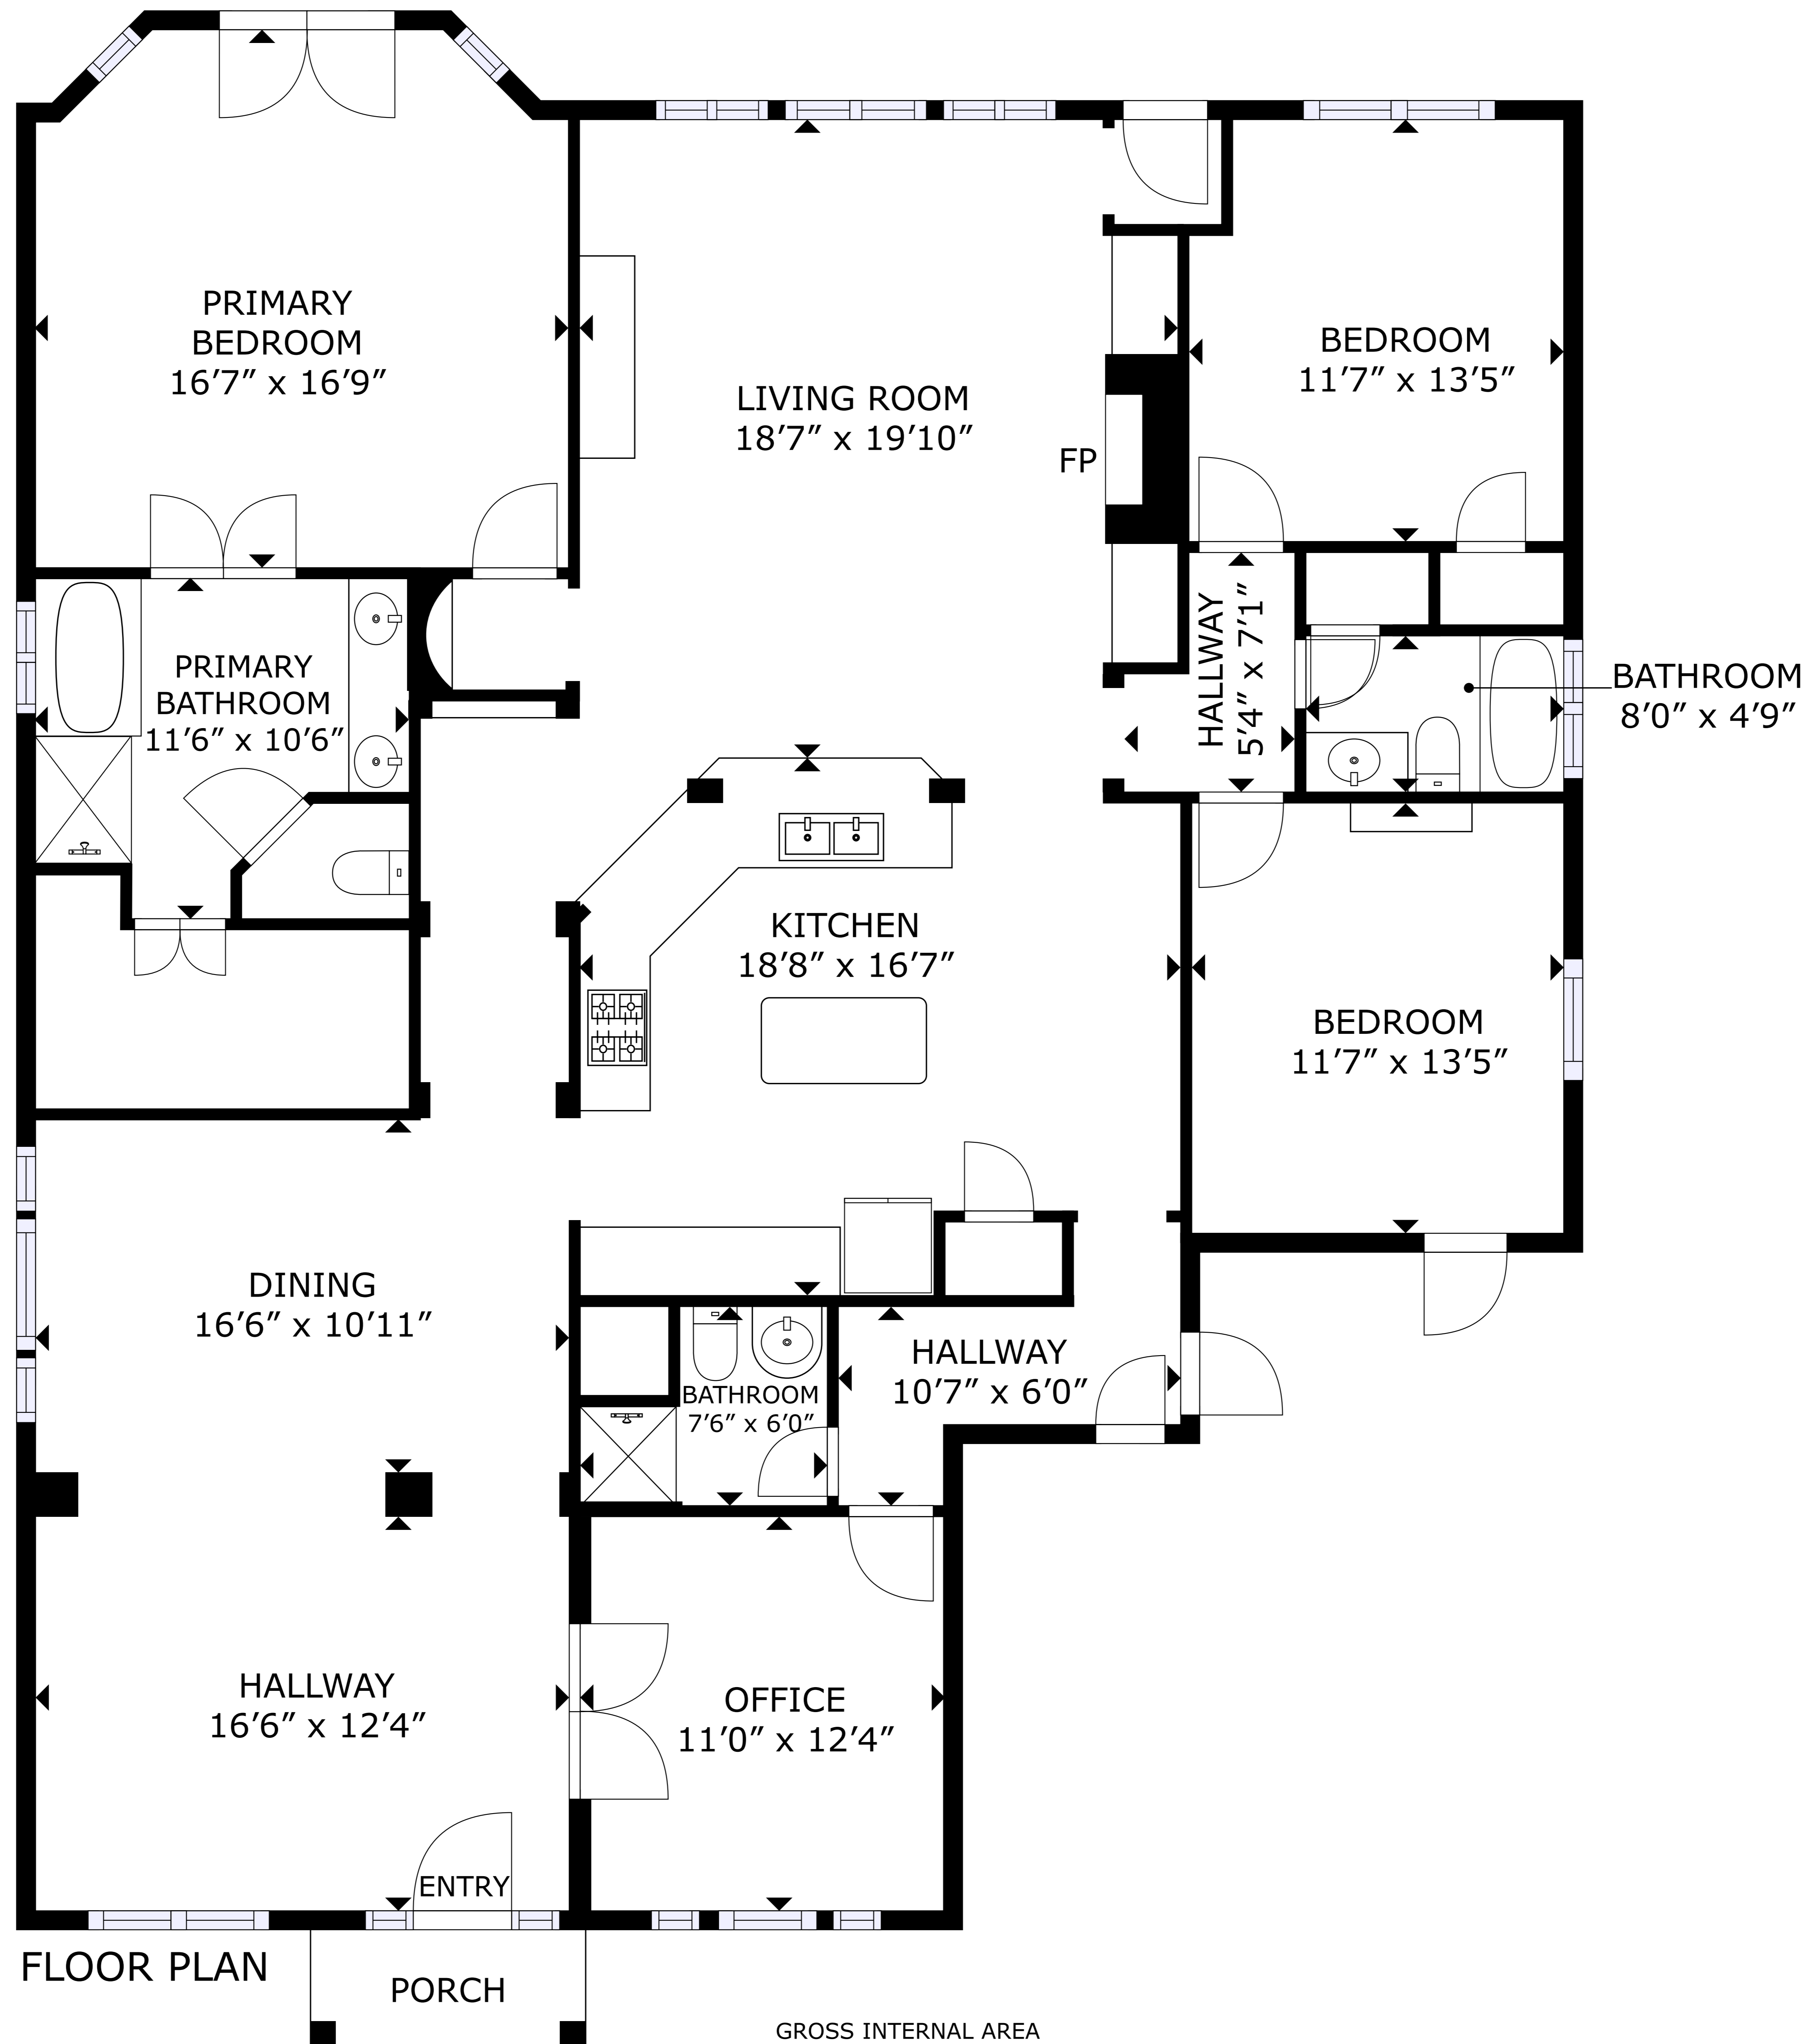 PRIMARY
BEDROOM
16’7” x 16’9”
LIVING ROOM
18’7” x 19’10”
FP
BEDROOM
11’7” x 13’5”
PRIMARY
BATHROOM
11’6” x 10’6”
HALLWAY
5’4” x 7’1”
BATHROOM
8’0” x 4’9”
KITCHEN
18’8” x 16’7”
BEDROOM
11’7” x 13’5”
DINING
16’6” x 10’11”
BATHROOM
7’6” x 6’0”
HALLWAY
10’7” x 6’0”
HALLWAY
16’6” x 12’4”
OFFICE
11’0” x 12’4”
ENTRY
FLOOR PLAN
PORCH
GROSS INTERNAL AREA